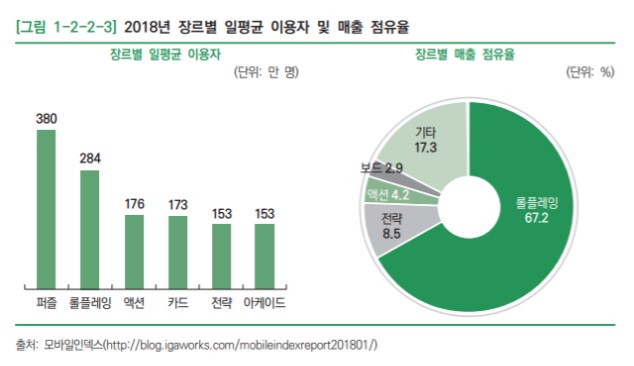 [그림 1-2-2-3] 2018년 장르별 일평균 이용자 및 매출 점유율
장르별 일평균 이용자
(단위: 만 명)
380
284
176
173
153
153
퍼즐
롤플레잉
액션
카드
전략
아케이드
장르별 매출 점유율
(단위: %)
기타
17.3
보드 2.9
액션 4.2
전략
8.5
롤플레잉
67.2
출처: 모바일인덱스(http://blog.igaworks.com/mobileindexreport201801/)